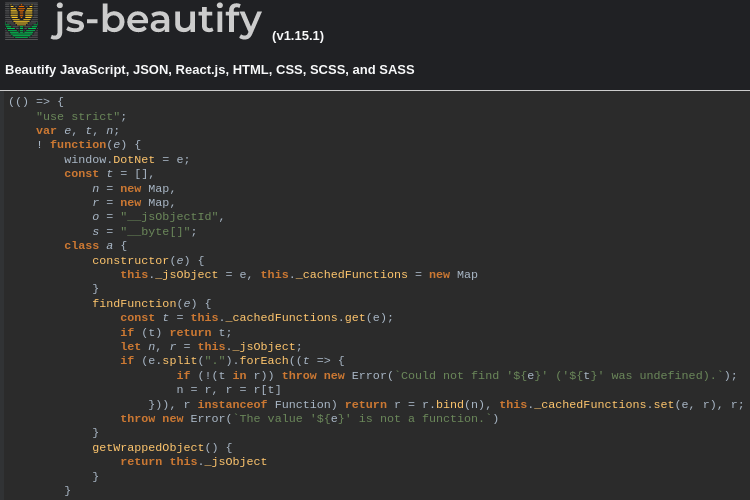 js-beautify (v1.15.1)
Beautify JavaScript, JSON, React.js, HTML, CSS, SCSS, and SASS
(() => {
    "use strict";
    var e, t, n;
    ! function(e) {
        window.DotNet = e;
        const t = [],
            n = new Map,
            r = new Map,
            o = "__jsObjectId",
            s = "__byte[]";
        class a {
            constructor(e) {
                this._jsObject = e, this._cachedFunctions = new Map
            }
            findFunction(e) {
                const t = this._cachedFunctions.get(e);
                if (t) return t;
                let n, r = this._jsObject;
                if (e.split(".").forEach((t => {
                        if (!(t in r)) throw new Error(`Could not find '${e}' ('${t}' was undefined).`);
                        n = r, r = r[t]
                    })), r instanceof Function) return r = r.bind(n), this._cachedFunctions.set(e, r), r;
                throw new Error(`The value '${e}' is not a function.`)
            }
            getWrappedObject() {
                return this._jsObject
            }
        }